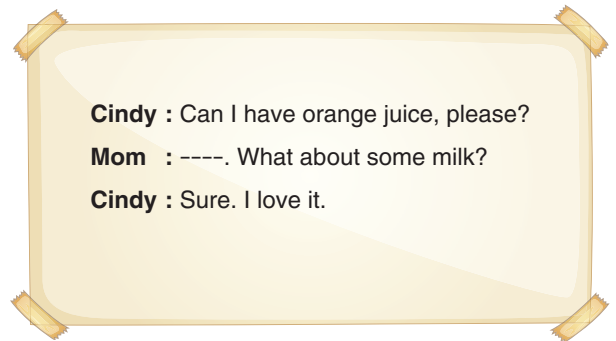 Cindy : Can I have orange juice, please?
Mom : ----. What about some milk?
Cindy : Sure. I love it.